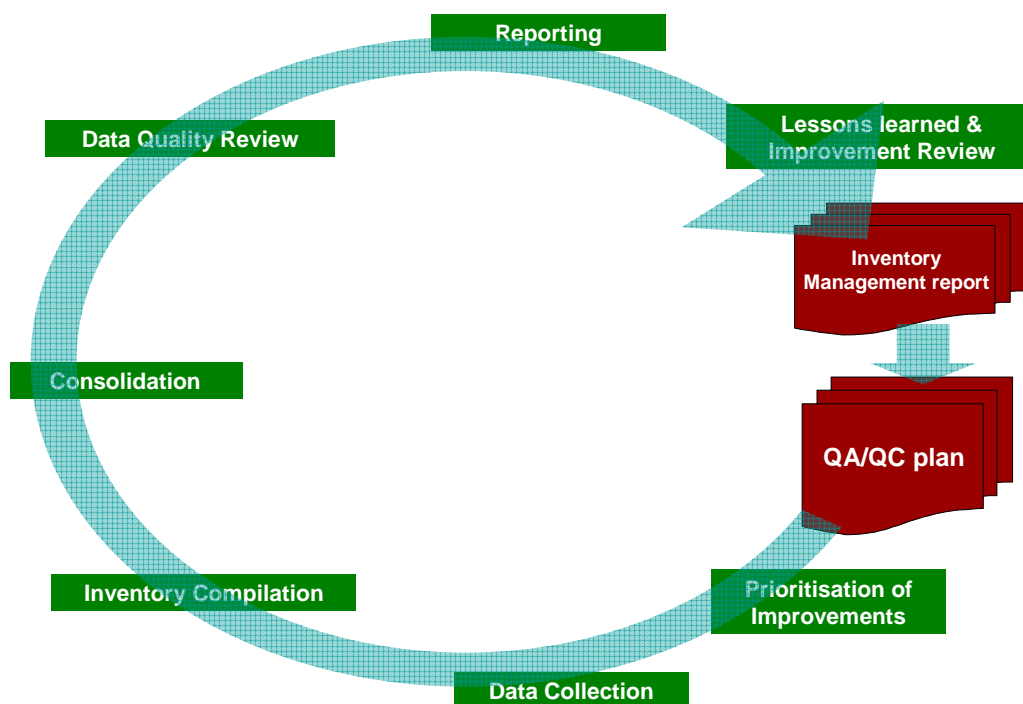 Reporting
Data Quality Review
Lessons learned &
Improvement Review
Inventory
Management report
Consolidation
QA/QC plan
Inventory Compilation
Prioritisation of
Improvements
Data Collection